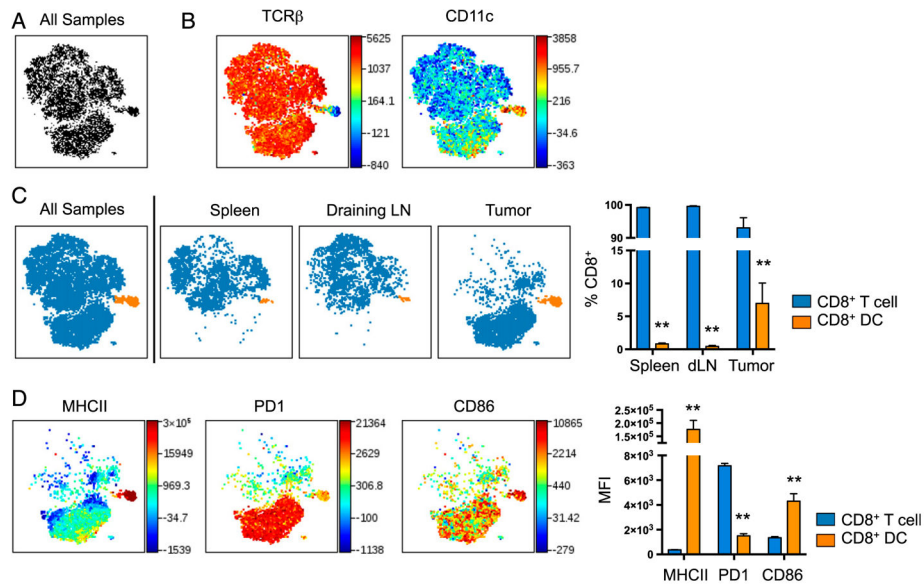 A All Samples
B TCRβ CD11c
5625 3858
1037 955.7
164.1 216
-121 -34.6
-840 -363
C All Samples Spleen Draining LN Tumor
% CD8⁺
100
90
15
10
5
0
** ** **
Spleen dLN Tumor
CD8⁺ T cell
CD8⁺ DC
D MHCII PD1 CD86
3×10⁵ 21364 10865
15949 2629 2214
969.3 306.8 440
-34.7 -100 31.42
-1539 -1138 -279
MFI
2.5×10⁵
2.0×10⁵
1.5×10⁵
1.0×10⁵
8×10³
6×10³
4×10³
2×10³
0
** ** **
MHCII PD1 CD86
CD8⁺ T cell
CD8⁺ DC